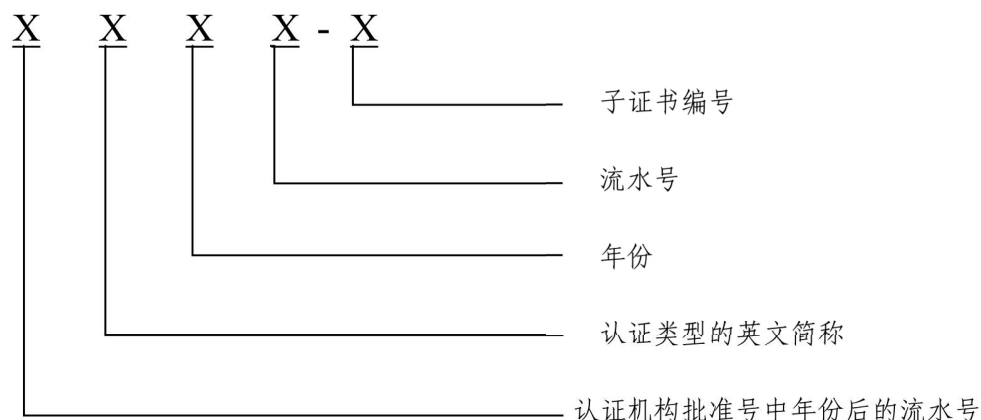 X X X X - X
子证书编号
流水号
年份
认证类型的英文简称
认证机构批准号中年份后的流水号